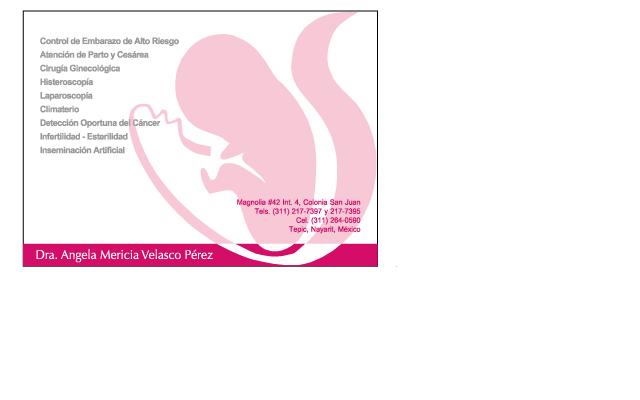 Control de Embarazo de Alto Riesgo
Atención de Parto y Cesárea
Cirugía Ginecológica
Histeroscopía
Laparoscopía
Climaterio
Detección Oportuna del Cáncer
Infertilidad - Esterilidad
Inseminación Artificial
Magnolia #42 Int. 4, Colonia San Juan
Tels. (311) 217-7397 y 217-7395
Cel. (311) 264-0590
Tepic, Nayarit, México
Dra. Angela Mericia Velasco Pérez